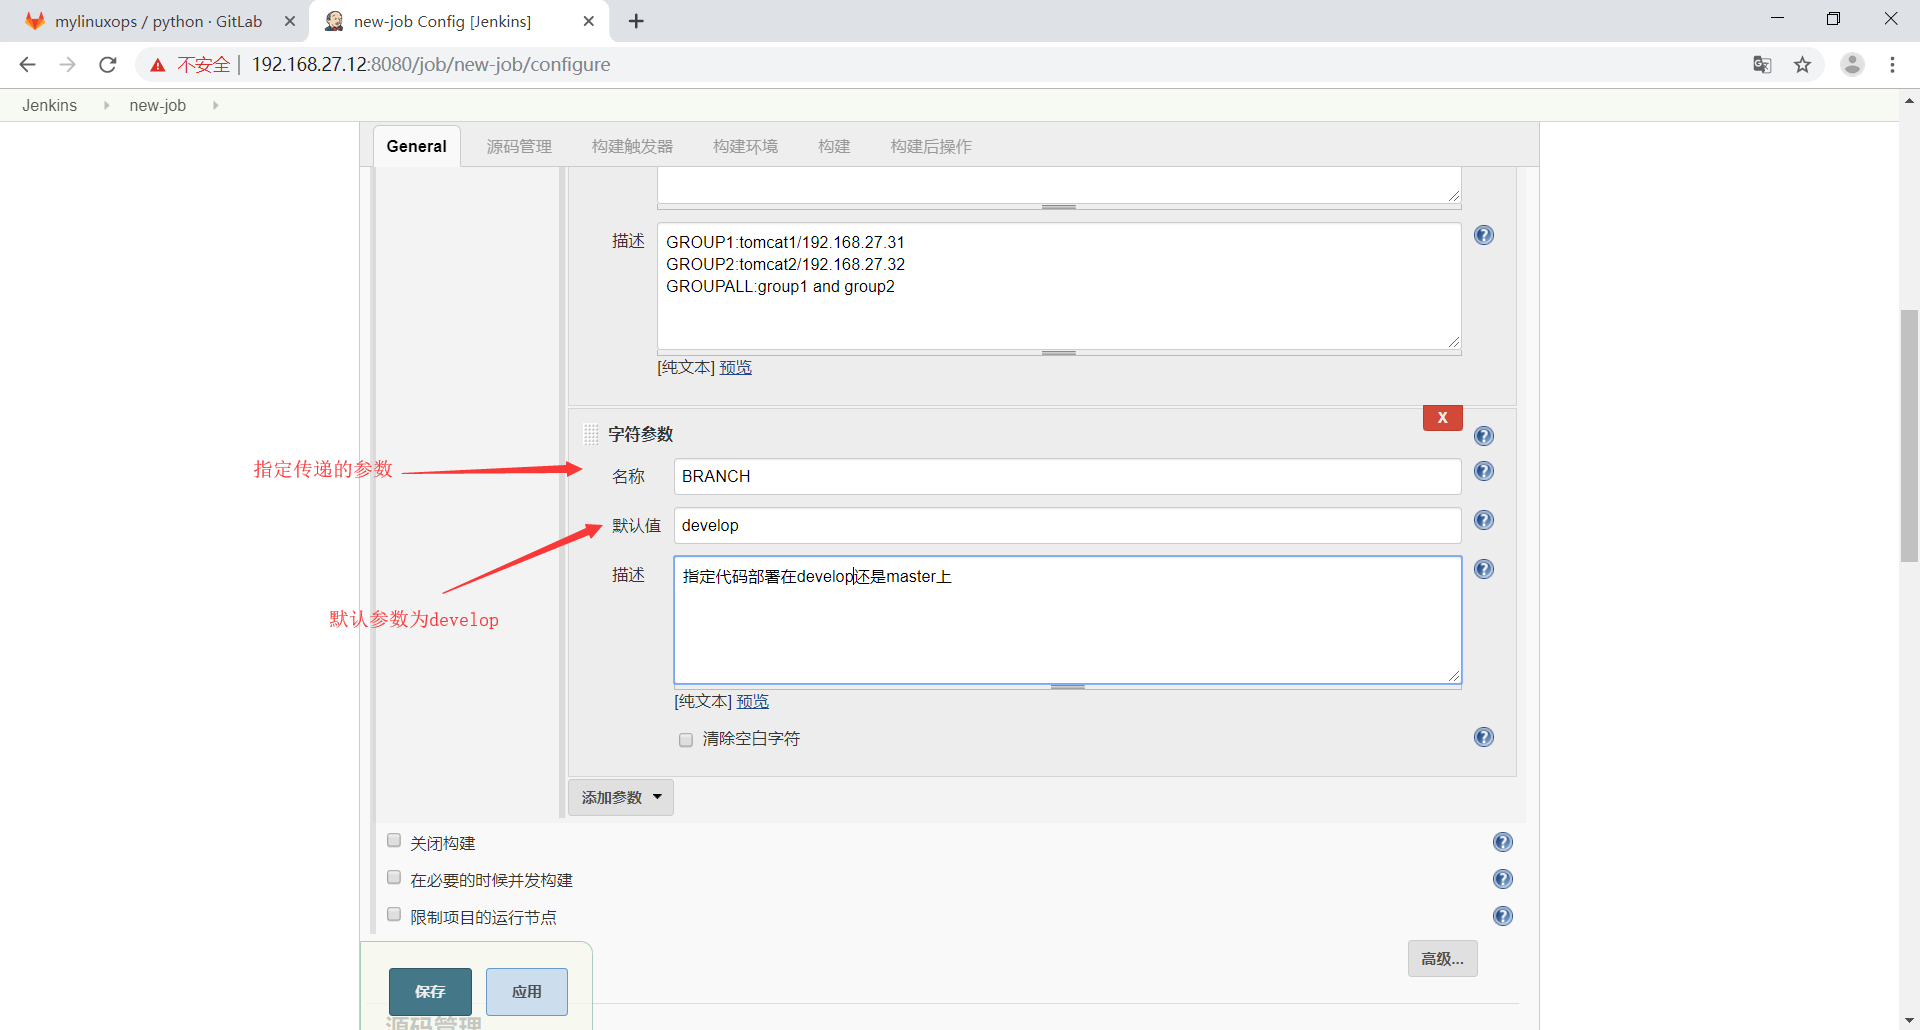 mylinuxops / python · GitLab
new-job Config [Jenkins]
不安全 | 192.168.27.12:8080/job/new-job/configure
Jenkins
new-job
General
源码管理
构建触发器
构建环境
构建
构建后操作
描述
GROUP1:tomcat1/192.168.27.31
GROUP2:tomcat2/192.168.27.32
GROUPALL:group1 and group2
[纯文本] 预览
X
字符参数
指定传递的参数
名称
BRANCH
默认值
develop
描述
指定代码部署在develop还是master上
默认参数为develop
[纯文本] 预览
清除空白字符
添加参数
关闭构建
在必要的时候并发构建
限制项目的运行节点
高级...
保存
应用
源码管理